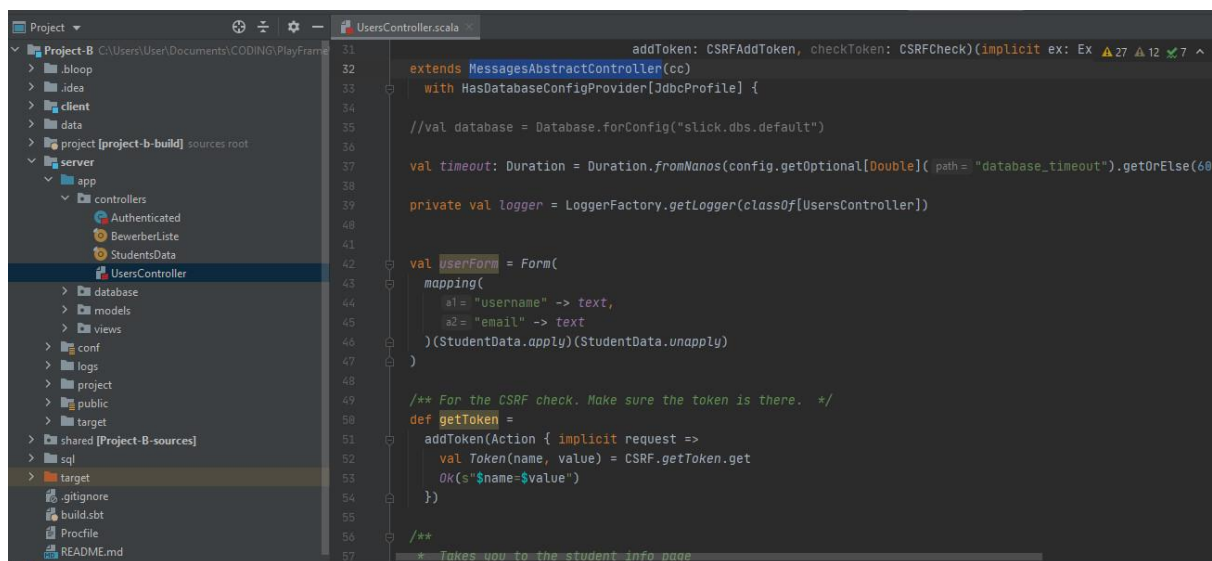 Project
UsersController.scala
Project-B C:\Users\User\Documents\CODING\PlayFrame
.bloop
.idea
client
data
project [project-b-build] sources root
server
app
controllers
Authenticated
BewerberListe
StudentsData
UsersController
database
models
views
conf
logs
project
public
target
shared [Project-B-sources]
sql
target
.gitignore
build.sbt
Procfile
README.md
31 addToken: CSRFAddToken, checkToken: CSRFCheck)(implicit ex: Ex 27 12 7
32 extends MessagesAbstractController(cc)
33 with HasDatabaseConfigProvider[JdbcProfile] {
34
35 //val database = Database.forConfig("slick.dbs.default")
36
37 val timeout: Duration = Duration.fromNanos(config.getOptional[Double]( path = "database_timeout").getOrElse(60
38
39 private val logger = LoggerFactory.getLogger(classOf[UsersController])
40
41
42 val userForm = Form(
43 mapping(
44 a1 = "username" -> text,
45 a2 = "email" -> text
46 )(StudentData.apply)(StudentData.unapply)
47 )
48
49 /** For the CSRF check. Make sure the token is there. */
50 def getToken =
51 addToken(Action { implicit request =>
52 val Token(name, value) = CSRF.getToken.get
53 Ok(s"$name=$value")
54 })
55
56 /**
57 * Takes you to the student info page